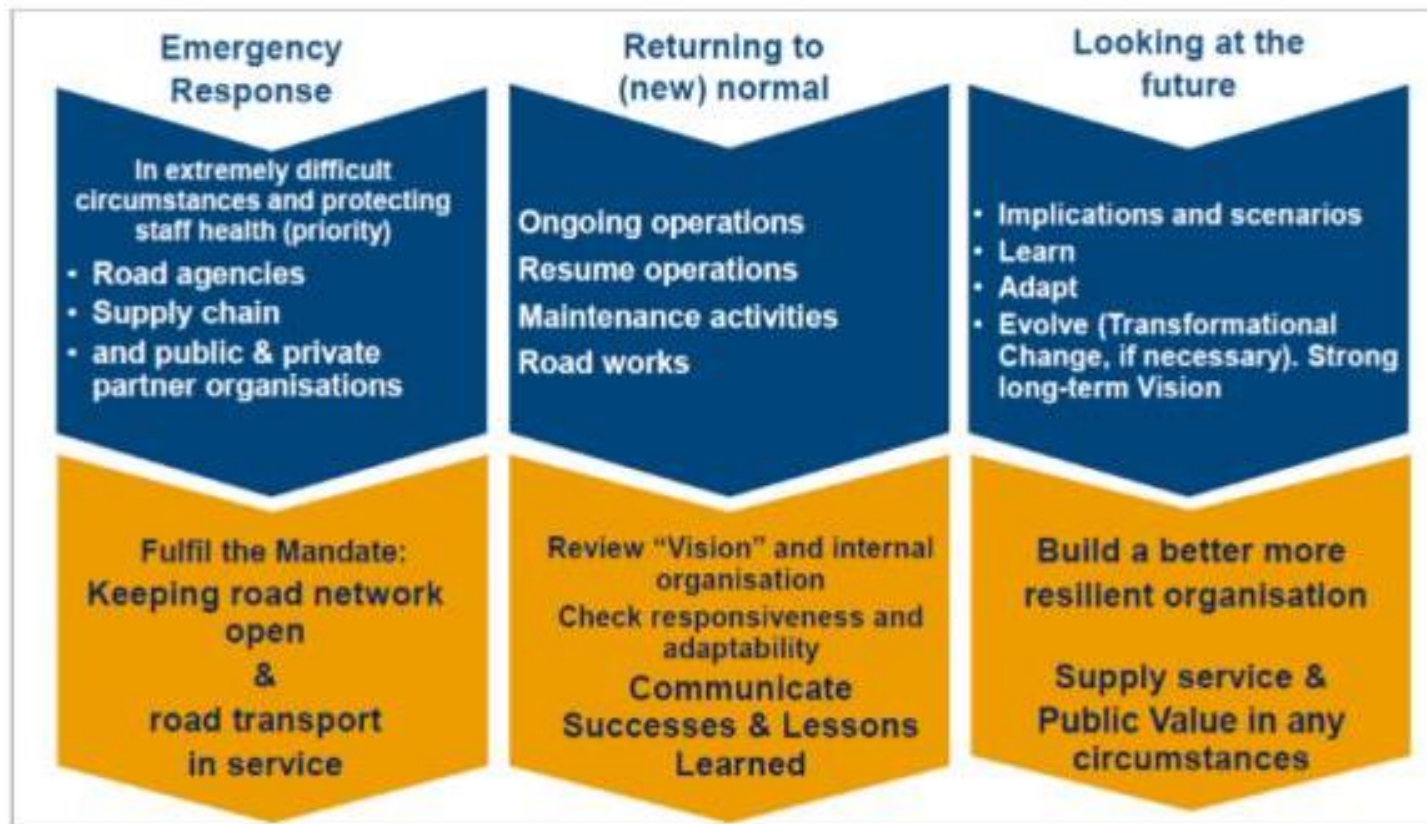 Emergency
Response
In extremely difficult
circumstances and protecting
staff health (priority)
• Road agencies
• Supply chain
• and public & private
partner organisations
Fulfil the Mandate:
Keeping road network
open
&
road transport
in service
Returning to
(new) normal
Ongoing operations
Resume operations
Maintenance activities
Road works
Review “Vision” and internal
organisation
Check responsiveness and
adaptability
Communicate
Successes & Lessons
Learned
Looking at the
future
• Implications and scenarios
• Learn
• Adapt
• Evolve (Transformational
Change, if necessary). Strong
long-term Vision
Build a better more
resilient organisation
Supply service &
Public Value in any
circumstances